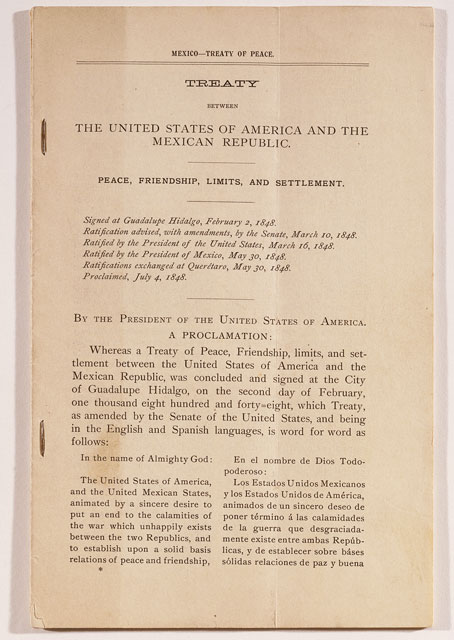 MEXICO—TREATY OF PEACE.
TREATY
BETWEEN
THE UNITED STATES OF AMERICA AND THE
MEXICAN REPUBLIC.
PEACE, FRIENDSHIP, LIMITS, AND SETTLEMENT.
Signed at Guadalupe Hidalgo, February 2, 1848.
Ratification advised, with amendments, by the Senate, March 10, 1848.
Ratified by the President of the United States, March 16, 1848.
Ratified by the President of Mexico, May 30, 1848.
Ratifications exchanged at Querétaro, May 30, 1848.
Proclaimed, July 4, 1848.
BY THE PRESIDENT OF THE UNITED STATES OF AMERICA.
A PROCLAMATION:
Whereas a Treaty of Peace, Friendship, limits, and set-
tlement between the United States of America and the
Mexican Republic, was concluded and signed at the City
of Guadalupe Hidalgo, on the second day of February,
one thousand eight hundred and forty=eight, which Treaty,
as amended by the Senate of the United States, and being
in the English and Spanish languages, is word for word as
follows:
In the name of Almighty God:
The United States of America,
and the United Mexican States,
animated by a sincere desire to
put an end to the calamities of
the war which unhappily exists
between the two Republics, and
to establish upon a solid basis
relations of peace and friendship,
*
En el nombre de Dios Todo-
poderoso:
Los Estados Unidos Mexicanos
y los Estados Unidos de América,
animados de un sincero deseo de
poner término á las calamidades
de la guerra que desgraciada-
mente existe entre ambas Repúb-
licas, y de establecer sobre báses
sólidas relaciones de paz y buena